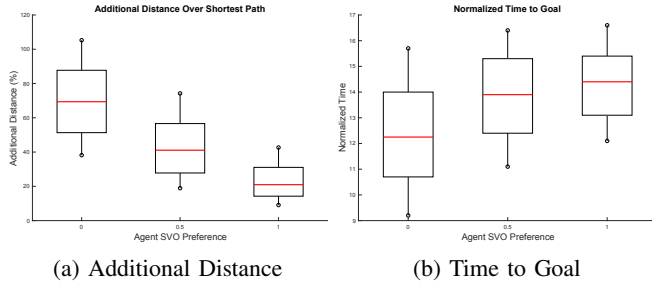 Additional Distance Over Shortest Path
120
100
80
60
40
20
0
Additional Distance (%)
0 0.5 1
Agent SVO Preference
(a) Additional Distance
Normalized Time to Goal
17
16
15
14
13
12
11
10
9
Normalized Time
0 0.5 1
Agent SVO Preference
(b) Time to Goal